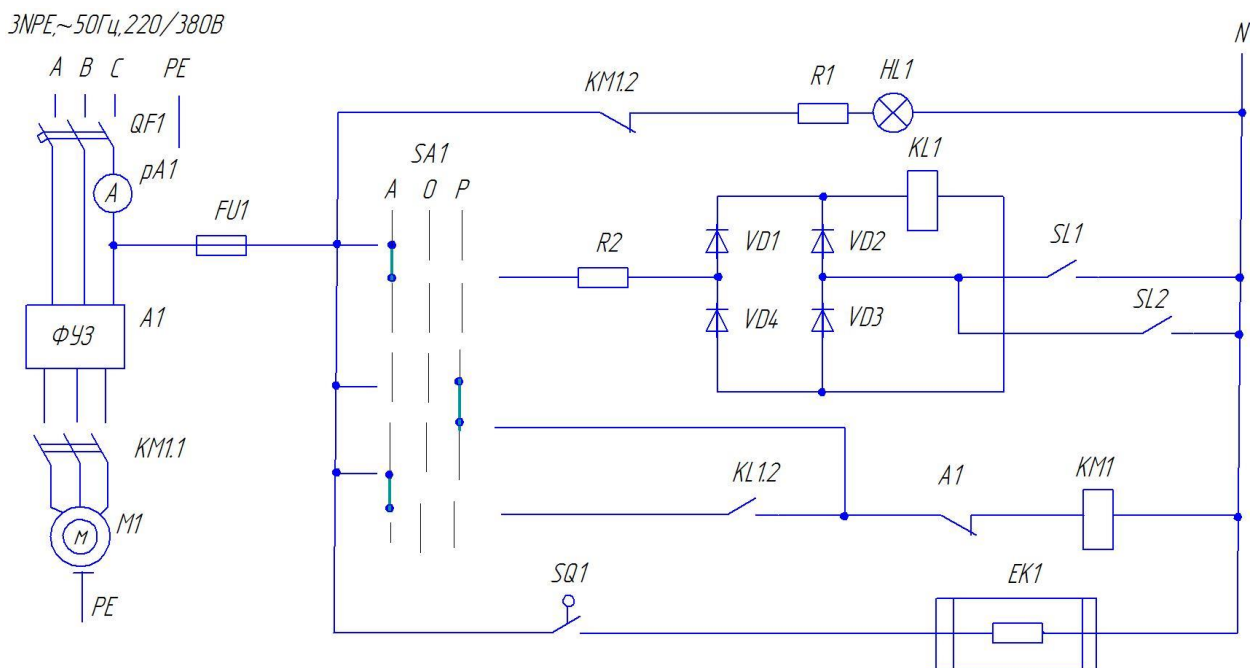 3NPE,~50Гц,220/380В
N
A B C PE
KM1.2
R1
HL1
QF1
SA1
pA1
A
KL1
A O P
FU1
R2
VD1
VD2
SL1
SL2
A1
ФУЗ
VD4
VD3
KM1.1
KL1.2
A1
KM1
M1
M
SQ1
EK1
PE